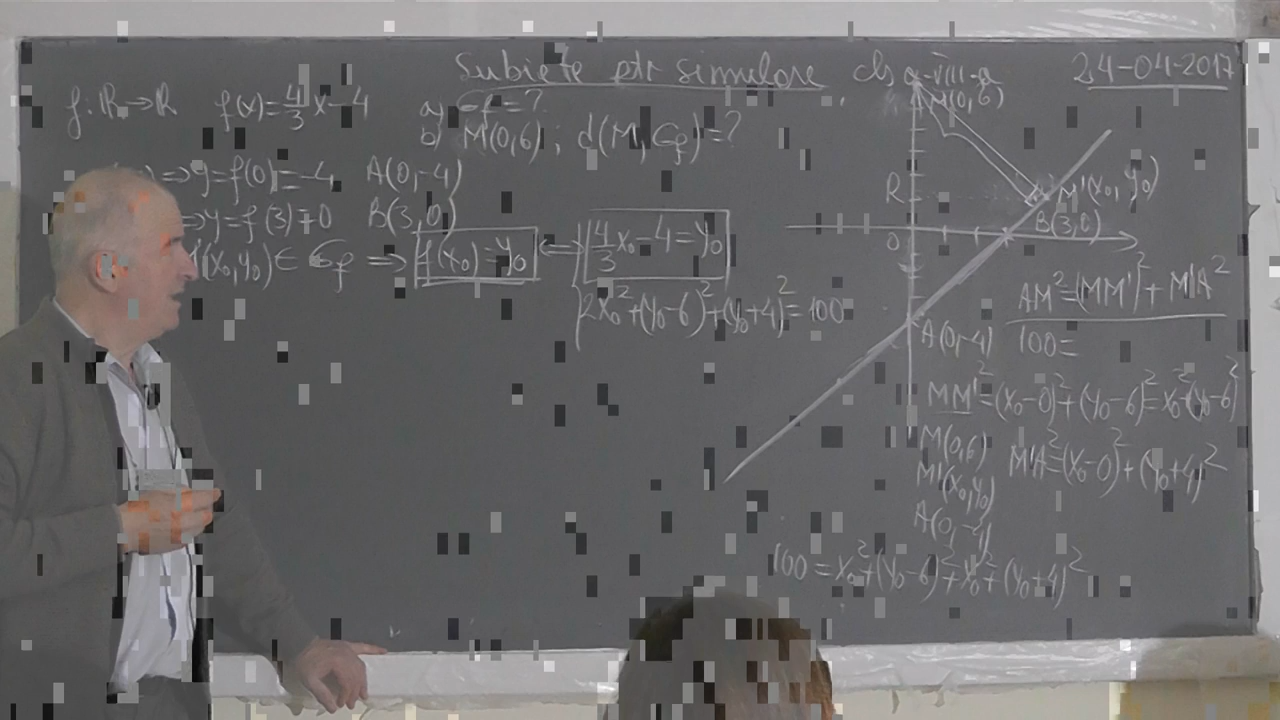 Subiecte ptr simulare cls a-VIII-a 24-04-2017
f: ℝ→ℝ f(x)=4/3 x-4 a) Gf=?
b) M(0,6); d(M, Gf)=?
⇒y=f(0)=-4 A(0,-4)
⇒y=f(3)=0 B(3,0)
M'(x₀,y₀)∈Gf ⇒ f(x₀)=y₀ ⟺ { 4/3 x₀-4=y₀
2x₀²+(y₀-6)²+(y₀+4)²=100
M(0,6)
R
M'(x₀,y₀)
B(3,0)
0
A(0,-4)
AM²=(MM')²+M'A²
100=
MM'²=(x₀-0)²+(y₀-6)²=x₀²+(y₀-6)²
M(0,6)
M'(x₀,y₀)
A(0,-4)
M'A²=(x₀-0)²+(y₀+4)²
100=x₀²+(y₀-6)²+x₀²+(y₀+4)²